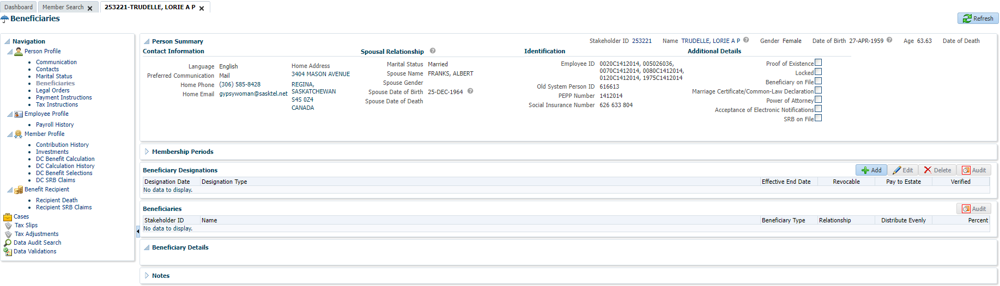 Dashboard Member Search 253221-TRUDELLE, LORIE A P
Beneficiaries
Refresh
Navigation
Person Profile
Communication
Contacts
Marital Status
Beneficiaries
Legal Orders
Payment Instructions
Tax Instructions
Employee Profile
Payroll History
Member Profile
Contribution History
Investments
DC Benefit Calculation
DC Calculation History
DC Benefit Selections
DC SRB Claims
Benefit Recipient
Recipient Death
Recipient SRB Claims
Cases
Tax Slips
Tax Adjustments
Data Audit Search
Data Validations
Person Summary
Stakeholder ID 253221 Name TRUDELLE, LORIE A P Gender Female Date of Birth 27-APR-1959 Age 63.63 Date of Death
Contact Information
Language English
Preferred Communication Mail
Home Phone (306) 585-8428
Home Email gypsywoman@sasktel.net
Home Address
3404 MASON AVENUE
REGINA,
SASKATCHEWAN
S4S 0Z4
CANADA
Spousal Relationship
Marital Status Married
Spouse Name FRANKS, ALBERT
Spouse Gender
Spouse Date of Birth 25-DEC-1964
Spouse Date of Death
Identification
Employee ID 0020C1412014, 005026036,
0070C1412014, 0080C1412014,
0120C1412014, 1975C1412014
Old System Person ID 616613
PEPP Number 1412014
Social Insurance Number 626 633 804
Additional Details
Proof of Existence
Locked
Beneficiary on File
Marriage Certificate/Common-Law Declaration
Power of Attorney
Acceptance of Electronic Notifications
SRB on File
Membership Periods
Beneficiary Designations
Add Edit Delete Audit
Designation Date Designation Type Effective End Date Revocable Pay to Estate Verified
No data to display.
Beneficiaries
Audit
Stakeholder ID Name Beneficiary Type Relationship Distribute Evenly Percent
No data to display.
Beneficiary Details
Notes